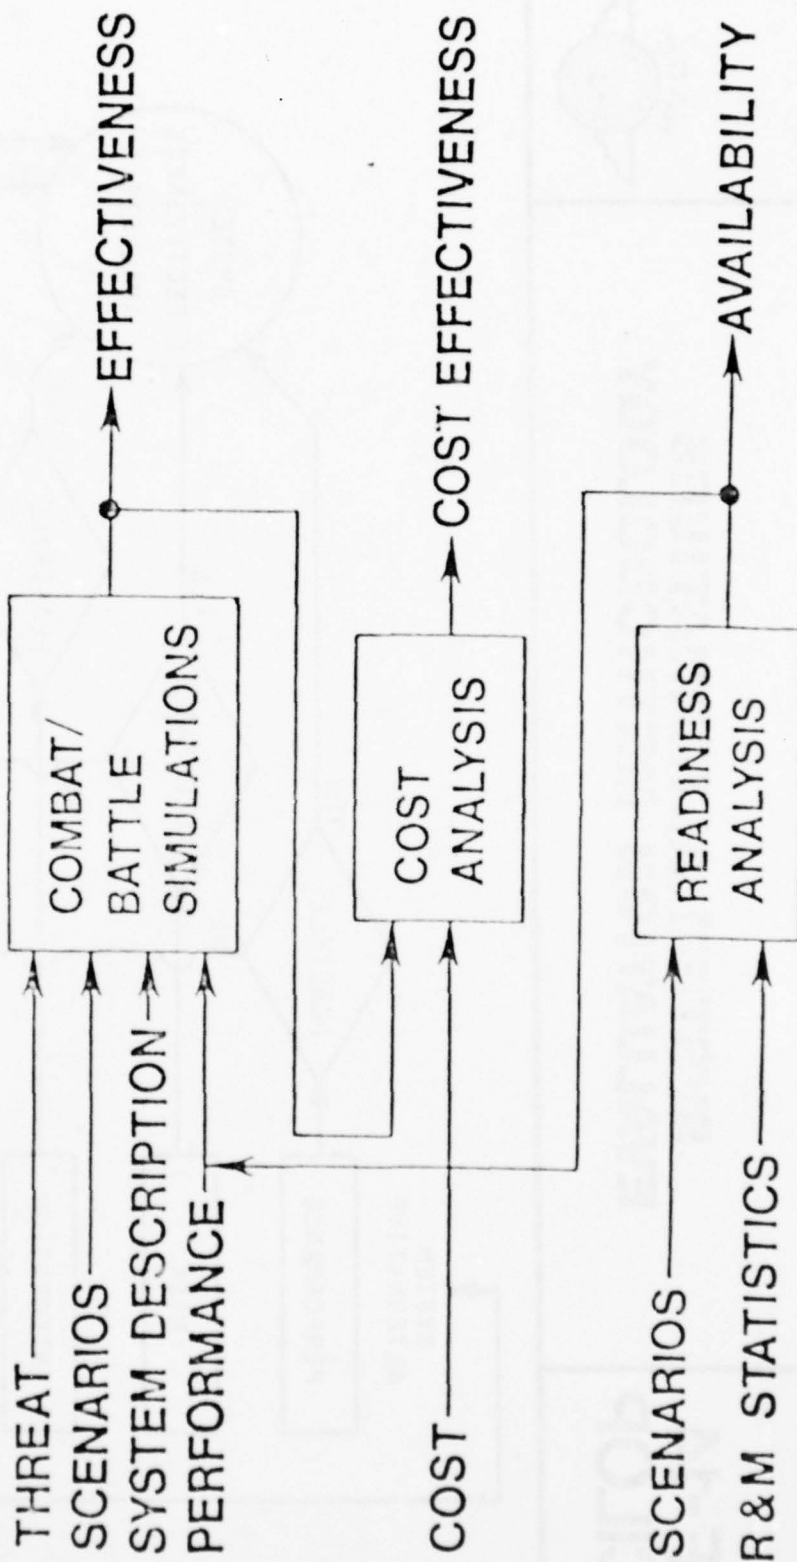 THREAT
SCENARIOS
SYSTEM DESCRIPTION
PERFORMANCE
COMBAT/
BATTLE
SIMULATIONS
EFFECTIVENESS
COST
COST
ANALYSIS
COST EFFECTIVENESS
SCENARIOS
R & M STATISTICS
READINESS
ANALYSIS
AVAILABILITY